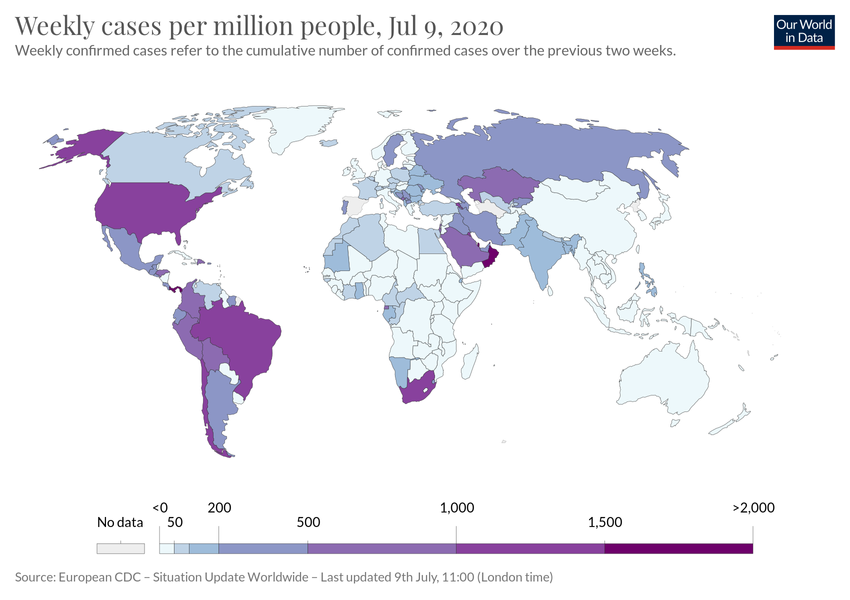 Weekly cases per million people, Jul 9, 2020
Weekly confirmed cases refer to the cumulative number of confirmed cases over the previous two weeks.
Our World
in Data
<0 200 1,000 >2,000
No data 50 500 1,500
Source: European CDC – Situation Update Worldwide – Last updated 9th July, 11:00 (London time)